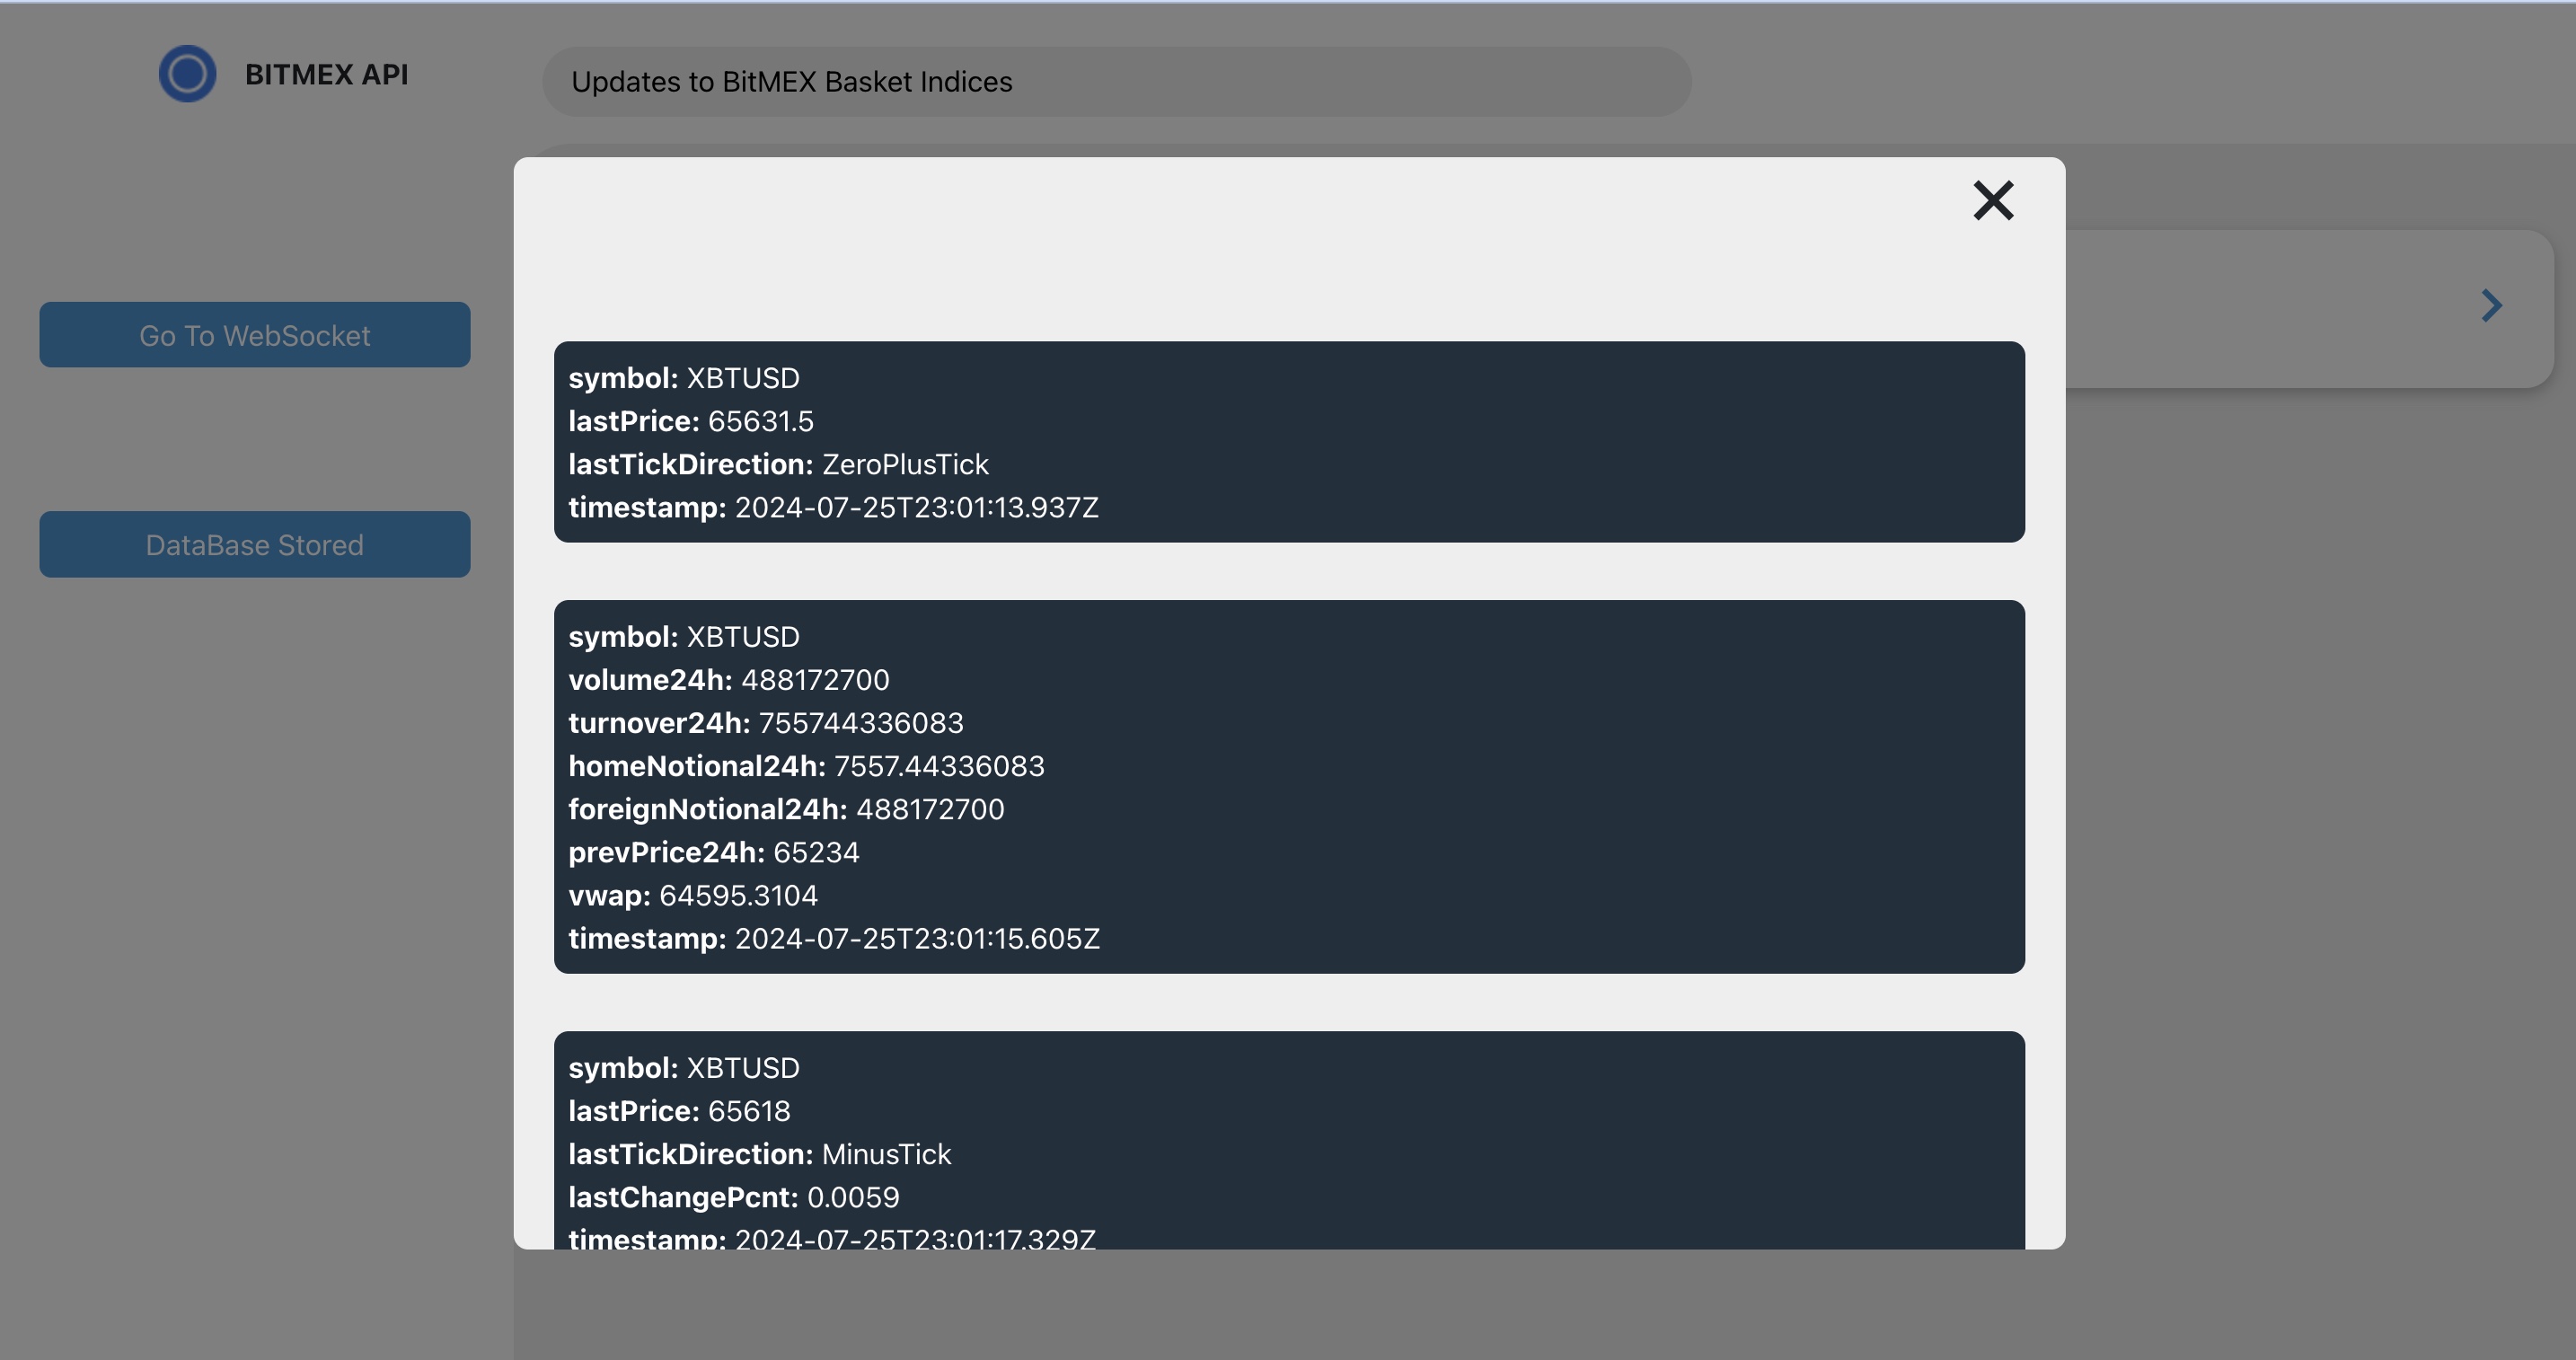 BITMEX API
Updates to BitMEX Basket Indices
Go To WebSocket
DataBase Stored
symbol: XBTUSD
lastPrice: 65631.5
lastTickDirection: ZeroPlusTick
timestamp: 2024-07-25T23:01:13.937Z
symbol: XBTUSD
volume24h: 488172700
turnover24h: 755744336083
homeNotional24h: 7557.44336083
foreignNotional24h: 488172700
prevPrice24h: 65234
vwap: 64595.3104
timestamp: 2024-07-25T23:01:15.605Z
symbol: XBTUSD
lastPrice: 65618
lastTickDirection: MinusTick
lastChangePcnt: 0.0059
timestamp: 2024-07-25T23:01:17.329Z